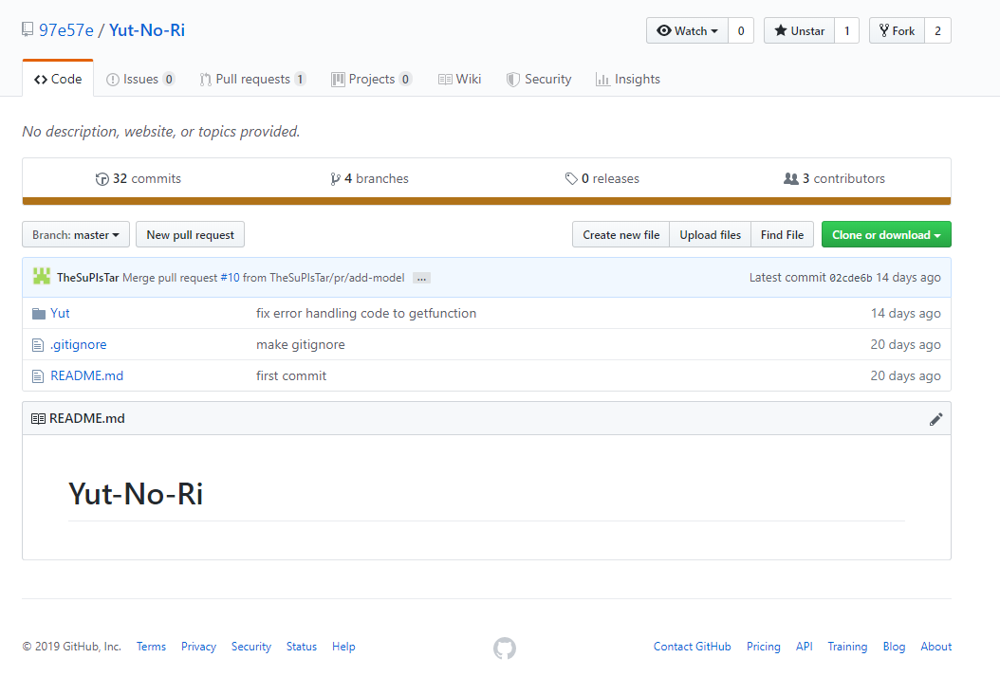 97e57e / Yut-No-Ri Watch 0 Unstar 1 Fork 2
Code Issues 0 Pull requests 1 Projects 0 Wiki Security Insights
No description, website, or topics provided.
32 commits 4 branches 0 releases 3 contributors
Branch: master New pull request Create new file Upload files Find File Clone or download
TheSuPIsTar Merge pull request #10 from TheSuPIsTar/pr/add-model ... Latest commit 02cde6b 14 days ago
Yut fix error handling code to getfunction 14 days ago
.gitignore make gitignore 20 days ago
README.md first commit 20 days ago
README.md
Yut-No-Ri
© 2019 GitHub, Inc. Terms Privacy Security Status Help Contact GitHub Pricing API Training Blog About